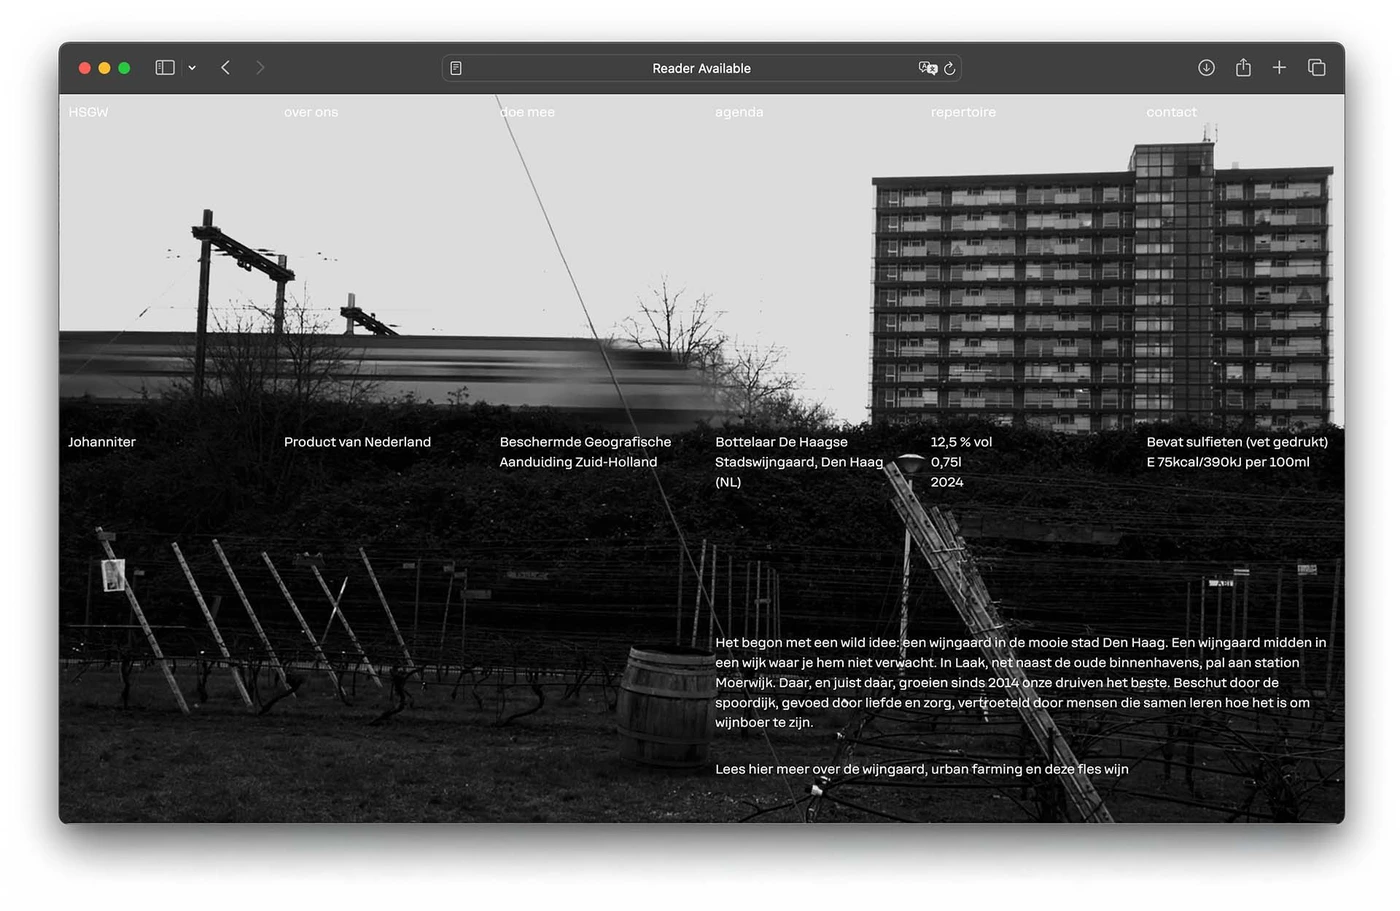 Reader Available
HSGW
over ons
doe mee
agenda
repertoire
contact
Johanniter
Product van Nederland
Beschermde Geografische
Aanduiding Zuid-Holland
Bottelaar De Haagse
Stadswijngaard, Den Haag
(NL)
12,5 % vol
0,75l
2024
Bevat sulfieten (vet gedrukt)
E 75kcal/390kJ per 100ml
Het begon met een wild idee: een wijngaard in de mooie stad Den Haag. Een wijngaard midden in
een wijk waar je hem niet verwacht. In Laak, net naast de oude binnenhavens, pal aan station
Moerwijk. Daar, en juist daar, groeien sinds 2014 onze druiven het beste. Beschut door de
spoordijk, gevoed door liefde en zorg, vertroeteld door mensen die samen leren hoe het is om
wijnboer te zijn.
Lees hier meer over de wijngaard, urban farming en deze fles wijn